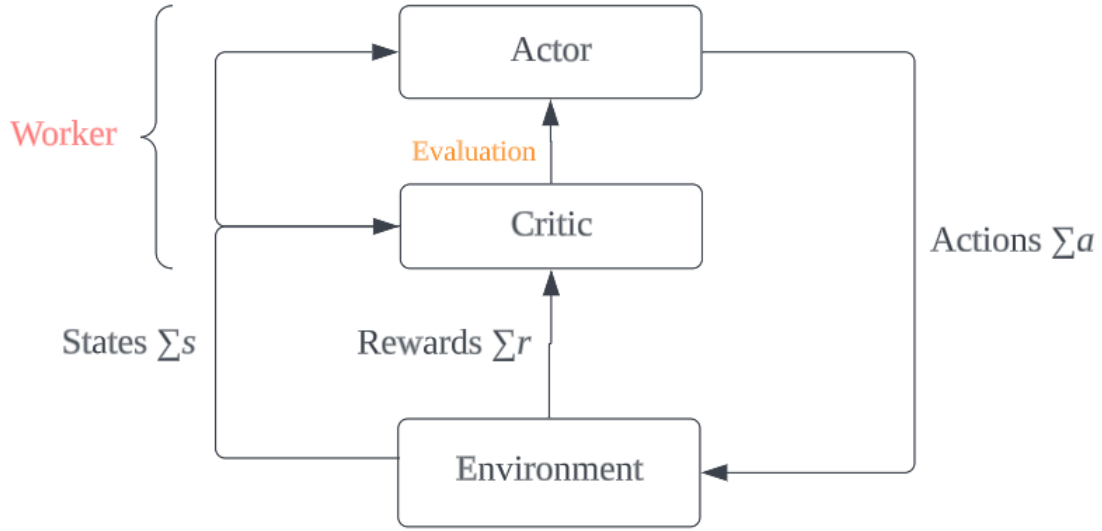 Actor
Worker
Evaluation
Critic
Actions ∑a
States ∑s
Rewards ∑r
Environment